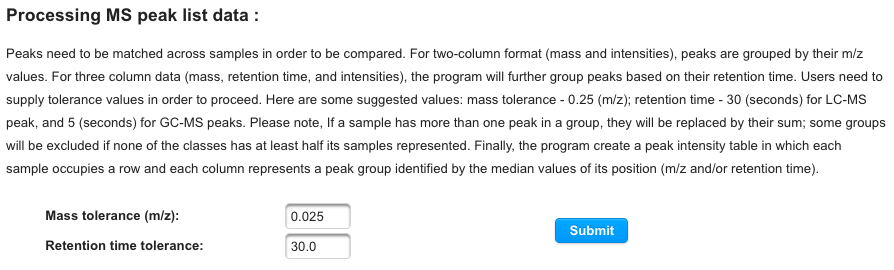 Processing MS peak list data :
Peaks need to be matched across samples in order to be compared. For two-column format (mass and intensities), peaks are grouped by their m/z
values. For three column data (mass, retention time, and intensities), the program will further group peaks based on their retention time. Users need to
supply tolerance values in order to proceed. Here are some suggested values: mass tolerance - 0.25 (m/z); retention time - 30 (seconds) for LC-MS
peak, and 5 (seconds) for GC-MS peaks. Please note, If a sample has more than one peak in a group, they will be replaced by their sum; some groups
will be excluded if none of the classes has at least half its samples represented. Finally, the program create a peak intensity table in which each
sample occupies a row and each column represents a peak group identified by the median values of its position (m/z and/or retention time).
Mass tolerance (m/z): 0.025
Submit
Retention time tolerance: 30.0